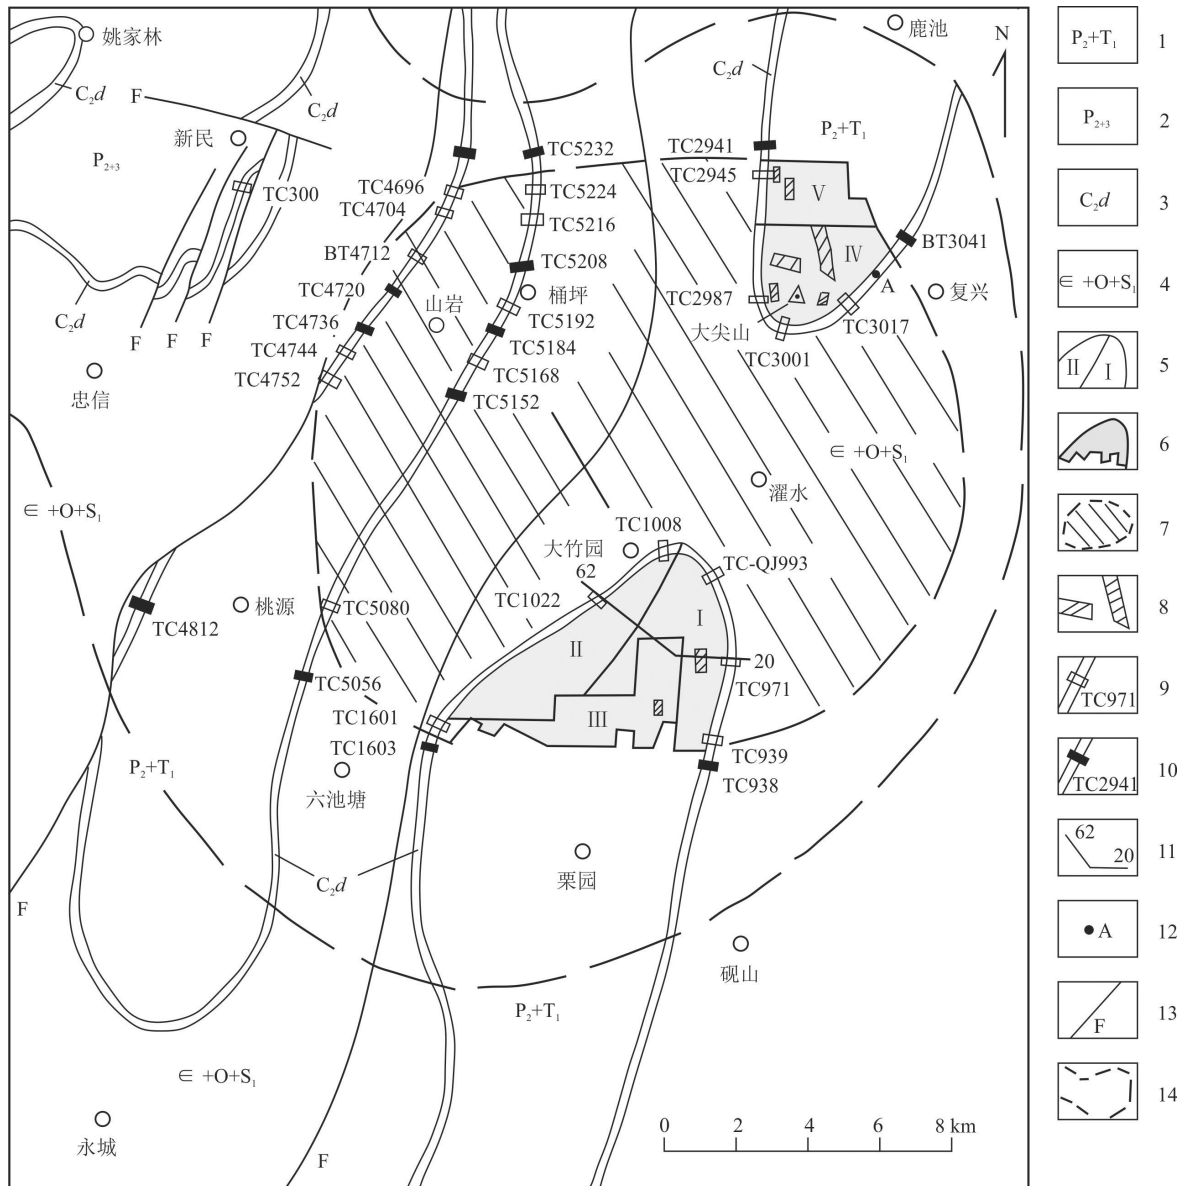 姚家林
鹿池
N
C₂d
C₂d
C₂d
F
新民
P₂+T₁
P₂₊₃
TC300
TC4696
TC4704
BT4712
TC4720
TC4736
TC4744
TC4752
TC5232
TC5224
TC5216
TC5208
桶坪
TC5192
TC5184
TC5168
TC5152
山岩
TC2941
TC2945
V
IV
BT3041
A
复兴
TC2987
大尖山
TC3017
TC3001
C₂d
F
F
F
忠信
∈+O+S₁
∈+O+S₁
濯水
TC1008
大竹园
62
TC-QJ993
TC1022
I
II
20
TC971
III
TC1601
TC1603
TC939
TC938
桃源
TC4812
TC5080
TC5056
P₂+T₁
六池塘
C₂d
栗园
砚山
F
P₂+T₁
∈+O+S₁
永城
F
0 2 4 6 8 km
P₂+T₁ 1
P₂₊₃ 2
C₂d 3
∈+O+S₁ 4
II I 5
6
7
8
TC971 9
TC2941 10
62 20 11
A 12
F 13
14